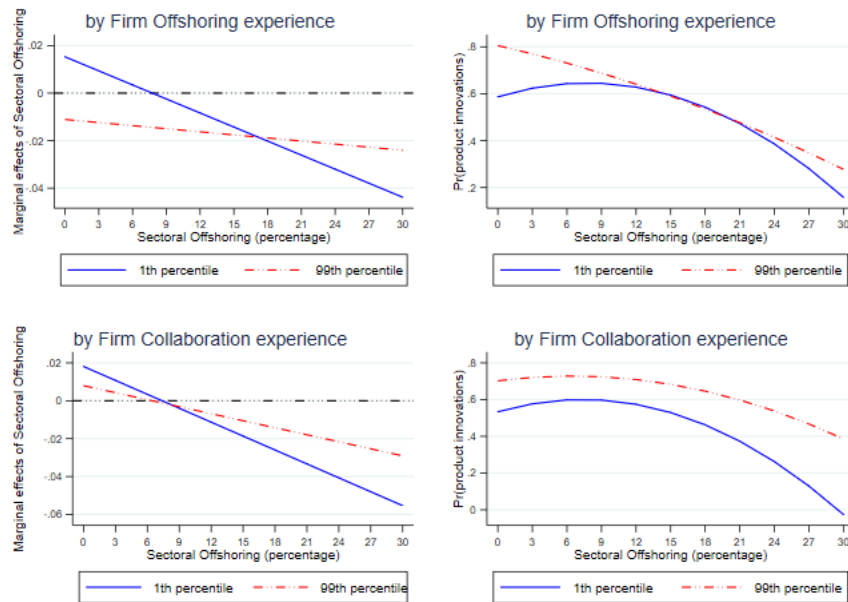 by Firm Offshoring experience
Marginal effects of Sectoral Offshoring
.02
0
-.02
-.04
0 3 6 9 12 15 18 21 24 27 30
Sectoral Offshoring (percentage)
1th percentile 99th percentile
by Firm Offshoring experience
Pr(product innovations)
.8
.6
.4
.2
0 3 6 9 12 15 18 21 24 27 30
Sectoral Offshoring (percentage)
1th percentile 99th percentile
by Firm Collaboration experience
Marginal effects of Sectoral Offshoring
.02
0
-.02
-.04
-.06
0 3 6 9 12 15 18 21 24 27 30
Sectoral Offshoring (percentage)
1th percentile 99th percentile
by Firm Collaboration experience
Pr(product innovations)
.8
.6
.4
.2
0
0 3 6 9 12 15 18 21 24 27 30
Sectoral Offshoring (percentage)
1th percentile 99th percentile